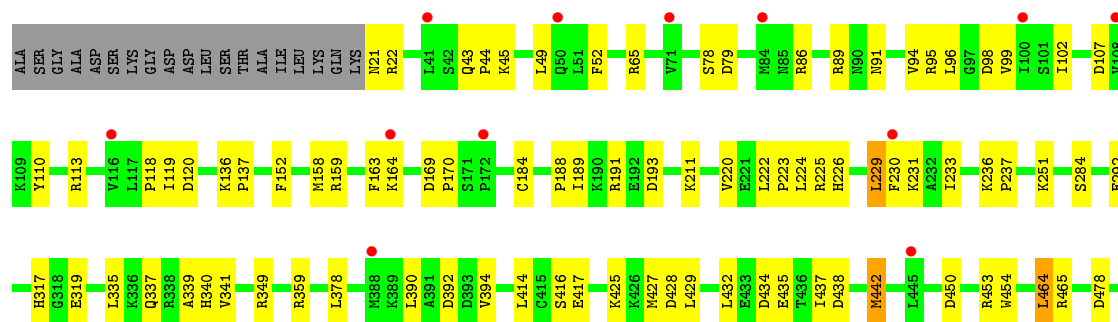 ALA SER GLY ALA ASP SER LYS GLY ASP ASP LEU SER THR ALA ILE LEU LYS GLN LYS N21 R22 L41 S42 Q43 P44 K45 L49 Q50 L51 F52 R65 V71 S78 D79 M84 N85 R86 R89 N90 N91 V94 R95 L96 G97 D98 V99 I100 S101 I102 D107 V108
K109 Y110 R113 V116 L117 P118 I119 D120 K136 P137 F152 M158 R159 F163 K164 D169 P170 S171 P172 C184 P188 I189 K190 R191 E192 D193 K211 V220 E221 L222 P223 L224 R225 H226 L229 F230 K231 A232 I233 K236 P237 K251 S284
H317 G318 E319 L335 K336 Q337 R338 A339 H340 V341 R349 R359 L378 M388 K389 L390 A391 D392 D393 V394 L414 C415 S416 E417 K425 K426 M427 D428 L429 L432 E433 D434 E435 T436 I437 D438 M442 L445 D450 R453 W454 L464 R465 D478